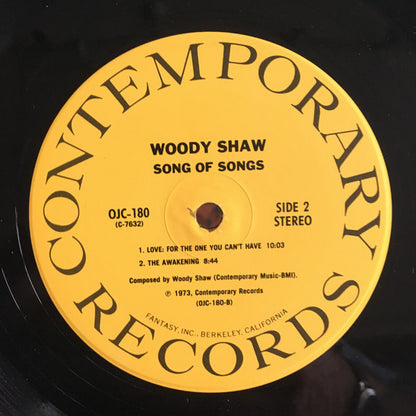 CONTEMPORARY
RECORDS
WOODY SHAW
SONG OF SONGS
OJC-180
(C-7632)
SIDE 2
STEREO
1. LOVE: FOR THE ONE YOU CAN'T HAVE 10:03
2. THE AWAKENING 8:44
Composed by Woody Shaw (Contemporary Music-BMI).
℗ 1973, Contemporary Records
(OJC-180-B)
FANTASY, INC., BERKELEY, CALIFORNIA